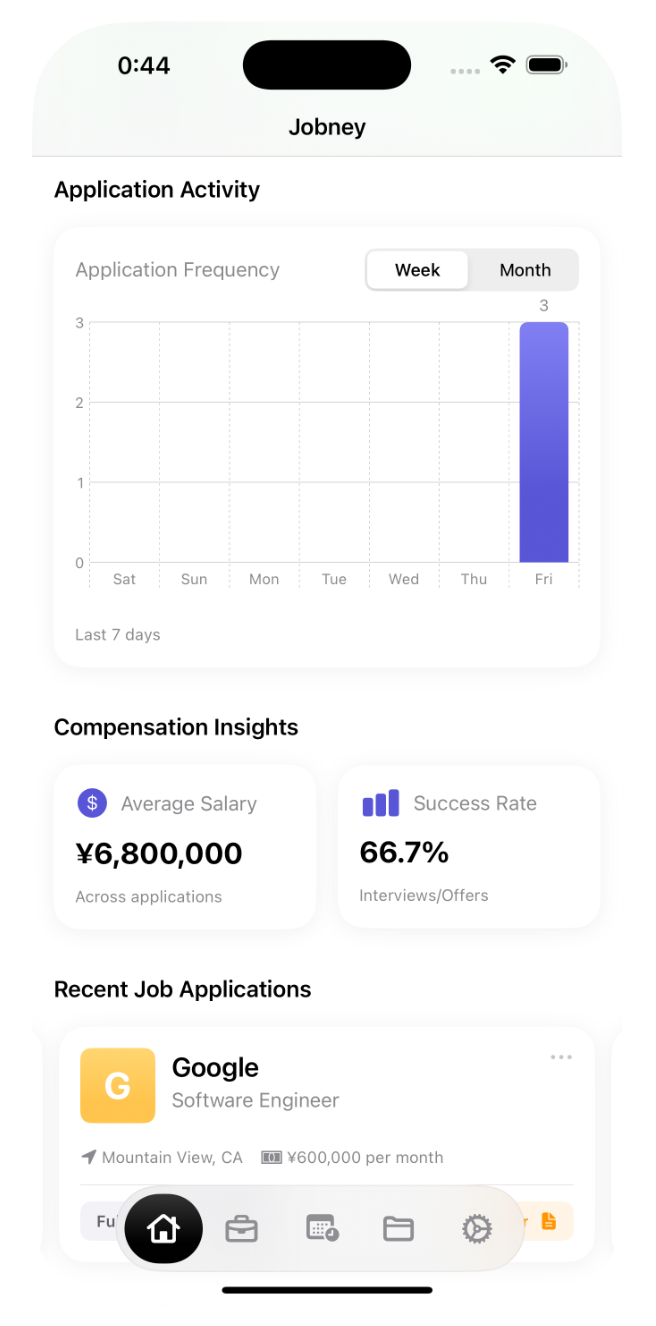 0:44
Jobney
Application Activity
Application Frequency
Week
Month
3
3
2
1
0
Sat Sun Mon Tue Wed Thu Fri
Last 7 days
Compensation Insights
$ Average Salary
¥6,800,000
Across applications
Success Rate
66.7%
Interviews/Offers
Recent Job Applications
G
Google
Software Engineer
Mountain View, CA ¥600,000 per month